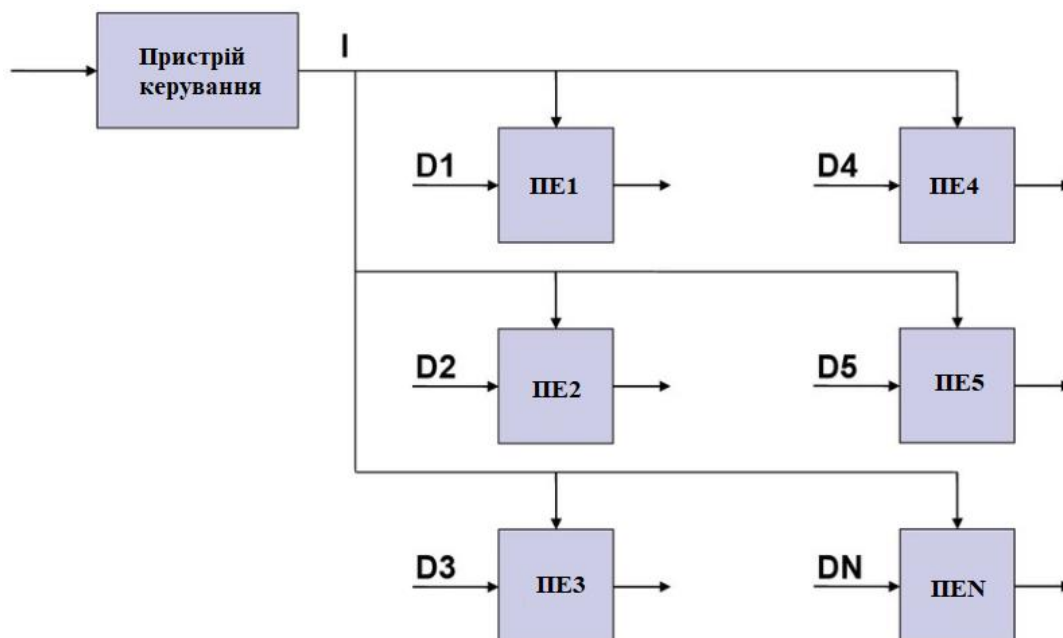 Пристрій
керування
I
D1
ПЕ1
D4
ПЕ4
D2
ПЕ2
D5
ПЕ5
D3
ПЕ3
DN
ПЕN